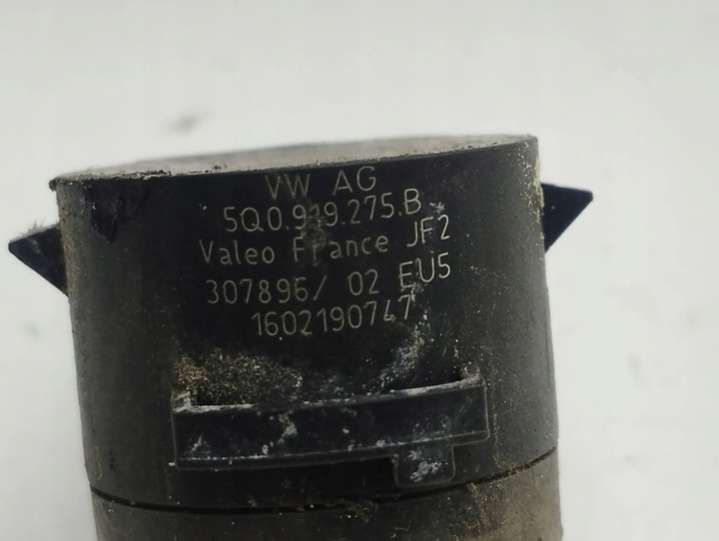 VW AG
5Q0.919.275.B
Valeo France JF2
307896/ 02 EU5
1602190747